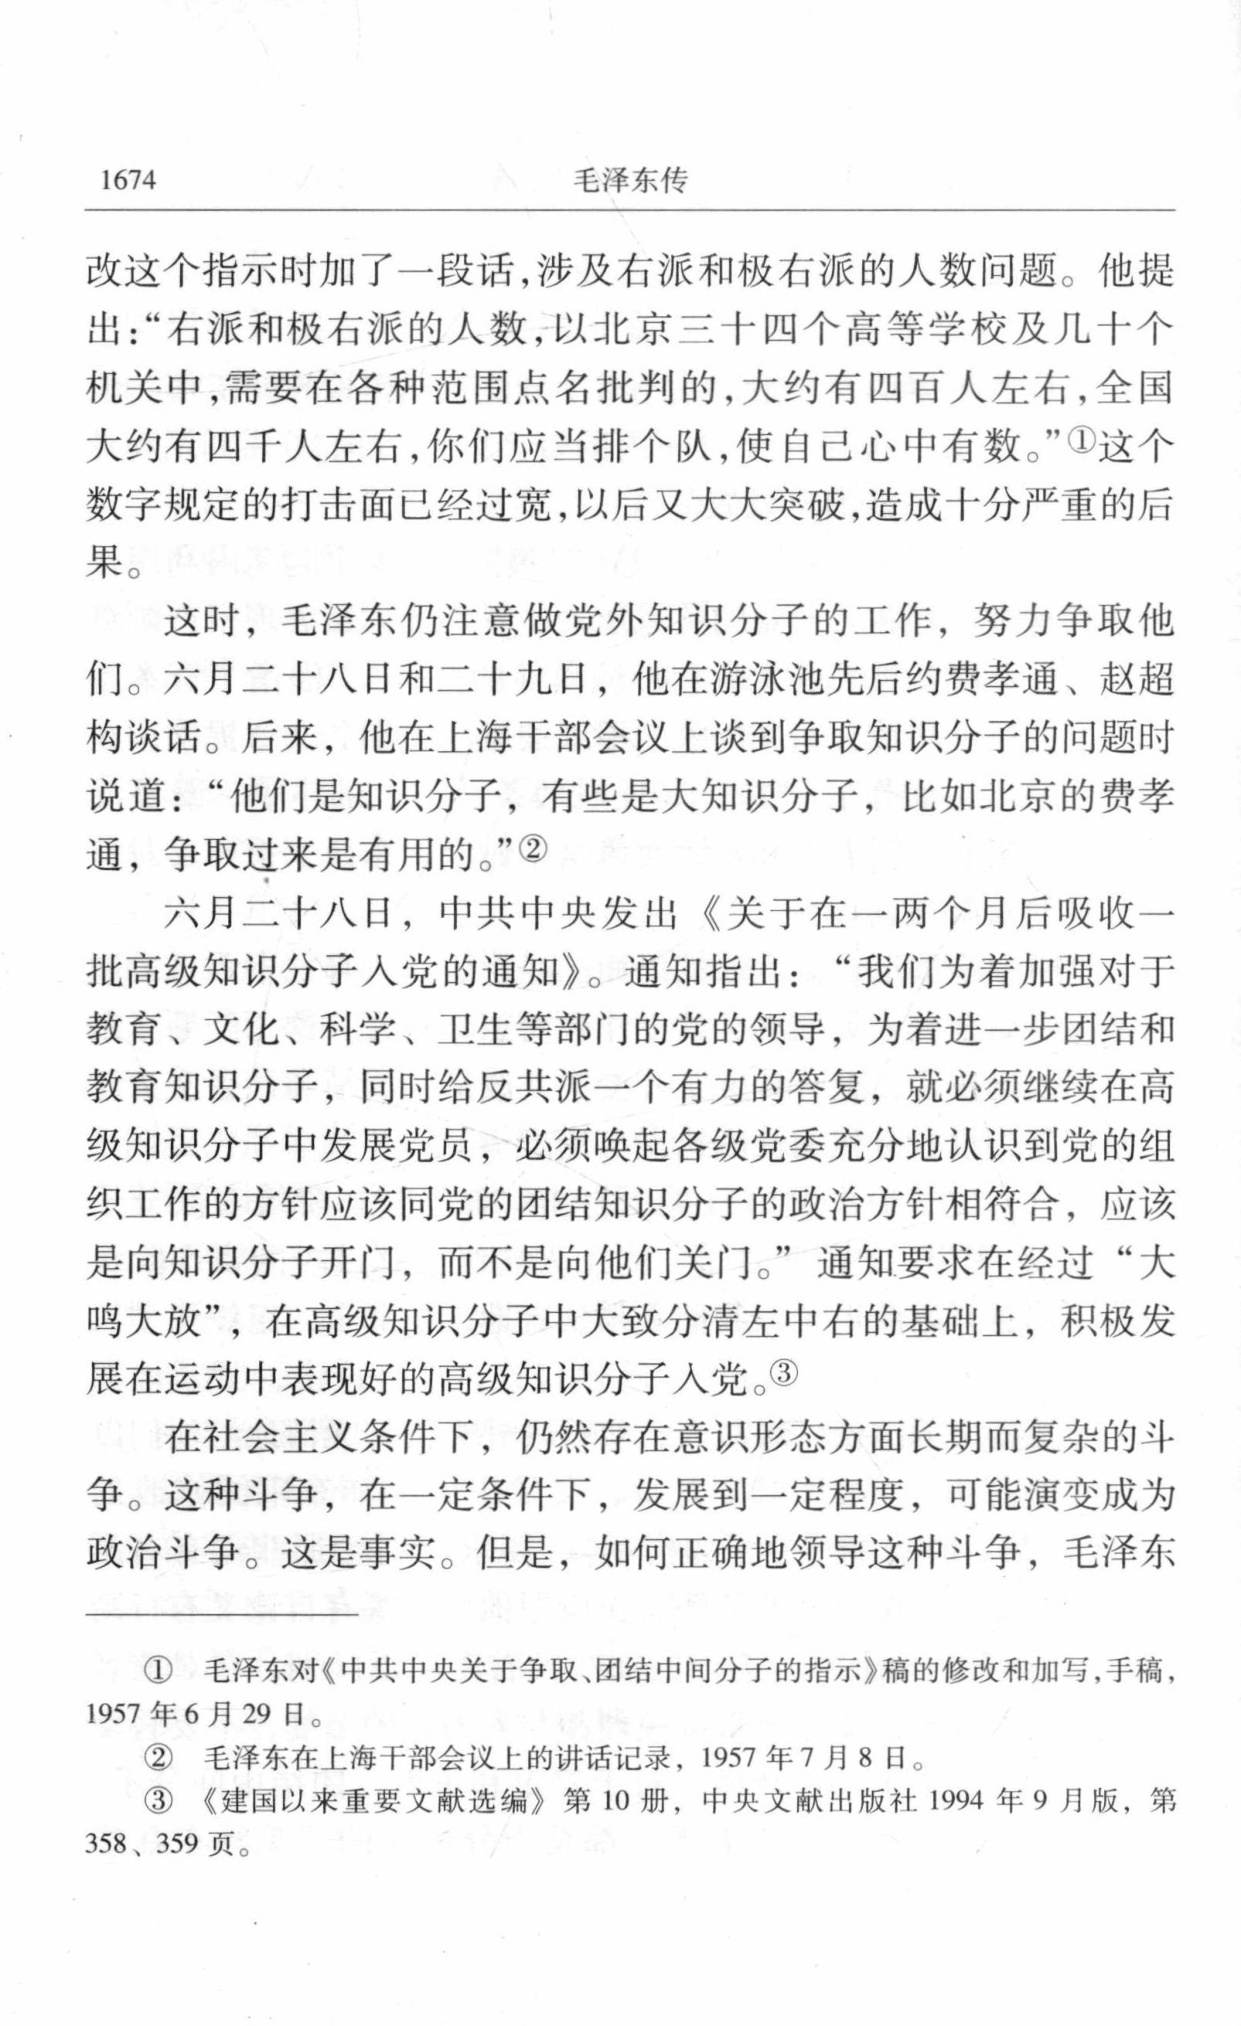 1674 毛泽东传
改这个指示时加了一段话,涉及右派和极右派的人数问题。他提
出:“右派和极右派的人数,以北京三十四个高等学校及几十个
机关中,需要在各种范围点名批判的,大约有四百人左右,全国
大约有四千人左右,你们应当排个队,使自己心中有数。”①这个
数字规定的打击面已经过宽,以后又大大突破,造成十分严重的后
果。
这时，毛泽东仍注意做党外知识分子的工作，努力争取他
们。六月二十八日和二十九日，他在游泳池先后约费孝通、赵超
构谈话。后来，他在上海干部会议上谈到争取知识分子的问题时
说道：“他们是知识分子，有些是大知识分子，比如北京的费孝
通，争取过来是有用的。”②
六月二十八日，中共中央发出《关于在一两个月后吸收一
批高级知识分子入党的通知》。通知指出：“我们为着加强对于
教育、文化、科学、卫生等部门的党的领导，为着进一步团结和
教育知识分子，同时给反共派一个有力的答复，就必须继续在高
级知识分子中发展党员，必须唤起各级党委充分地认识到党的组
织工作的方针应该同党的团结知识分子的政治方针相符合，应该
是向知识分子开门，而不是向他们关门。”通知要求在经过“大
鸣大放”，在高级知识分子中大致分清左中右的基础上，积极发
展在运动中表现好的高级知识分子入党。③
在社会主义条件下，仍然存在意识形态方面长期而复杂的斗
争。这种斗争，在一定条件下，发展到一定程度，可能演变成为
政治斗争。这是事实。但是，如何正确地领导这种斗争，毛泽东
① 毛泽东对《中共中央关于争取、团结中间分子的指示》稿的修改和加写,手稿,
1957年6月29日。
② 毛泽东在上海干部会议上的讲话记录，1957年7月8日。
③ 《建国以来重要文献选编》第10册，中央文献出版社1994年9月版，第
358、359页。